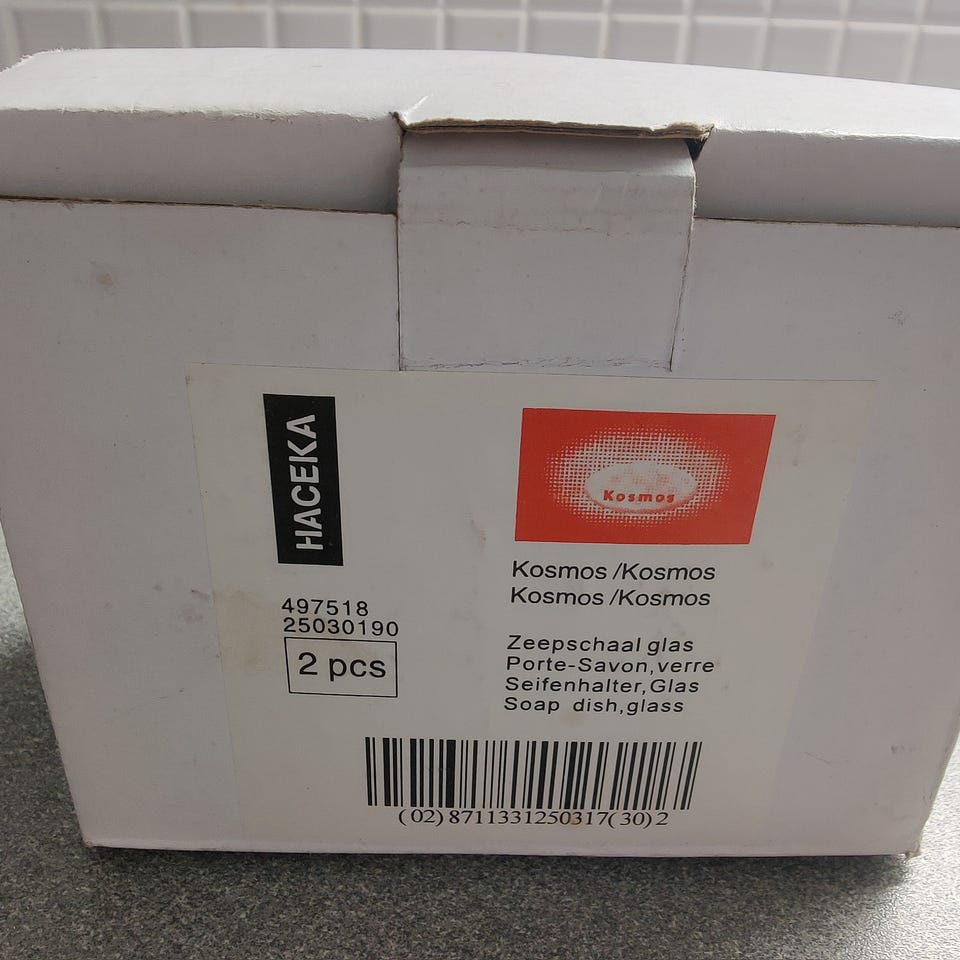 HACEKA
Kosmos
Kosmos /Kosmos
Kosmos /Kosmos
497518
25030190
2 pcs
Zeepschaal glas
Porte-Savon,verre
Seifenhalter,Glas
Soap dish,glass
(02)8711331250317(30)2